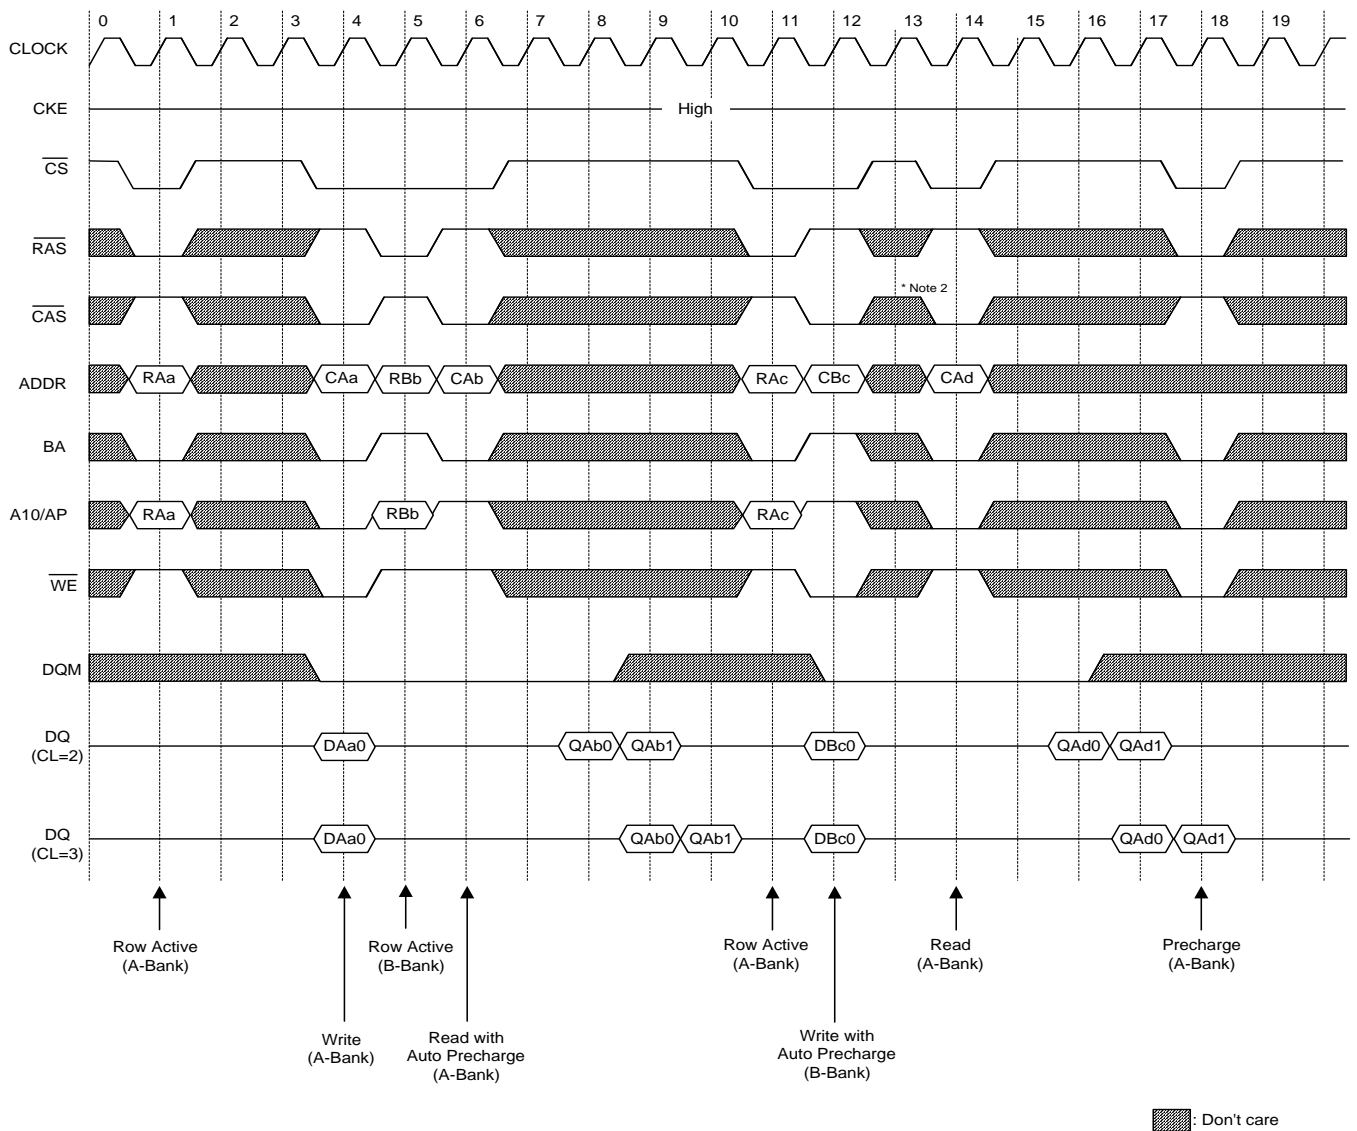 0 1 2 3 4 5 6 7 8 9 10 11 12 13 14 15 16 17 18 19
CLOCK
CKE
High
CS
RAS
* Note 2
CAS
ADDR
RAa CAa RBb CAb RAc CBc CAd
BA
A10/AP
RAa RBb RAc
WE
DQM
DQ
(CL=2)
DAa0 QAb0 QAb1 DBc0 QAd0 QAd1
DQ
(CL=3)
DAa0 QAb0 QAb1 DBc0 QAd0 QAd1
Row Active
(A-Bank)
Row Active
(B-Bank)
Row Active
(A-Bank)
Read
(A-Bank)
Precharge
(A-Bank)
Write
(A-Bank)
Read with
Auto Precharge
(A-Bank)
Write with
Auto Precharge
(B-Bank)
: Don't care